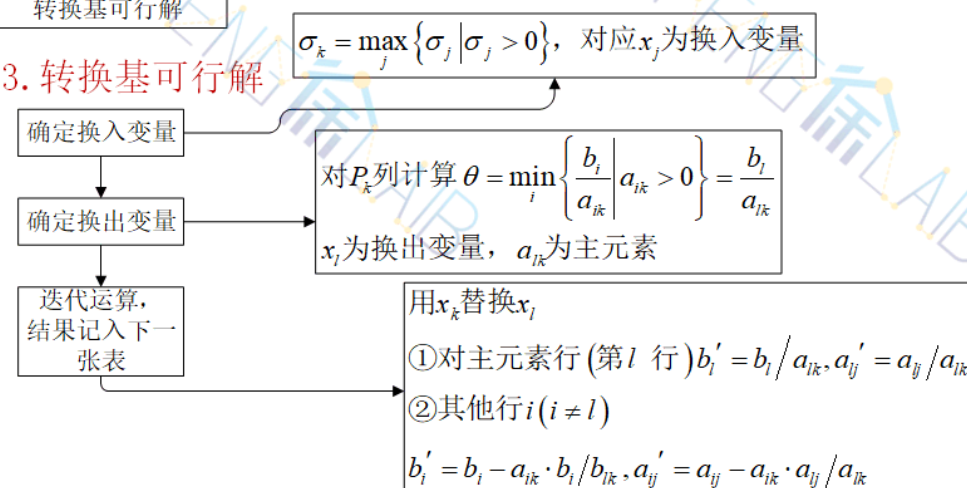 转换基可行解
σ_k = max_j {σ_j | σ_j > 0}，对应x_j为换入变量
3.转换基可行解
确定换入变量
对P_k列计算 θ = min_i { b_i / a_ik | a_ik > 0 } = b_l / a_lk
x_l为换出变量，a_lk为主元素
确定换出变量
迭代运算，
结果记入下一
张表
用x_k替换x_l
①对主元素行(第l 行)b_l′ = b_l / a_lk, a_lj′ = a_lj / a_lk
②其他行i(i ≠ l)
b_i′ = b_i − a_ik · b_i / b_lk, a_ij′ = a_ij − a_ik · a_lj / a_lk